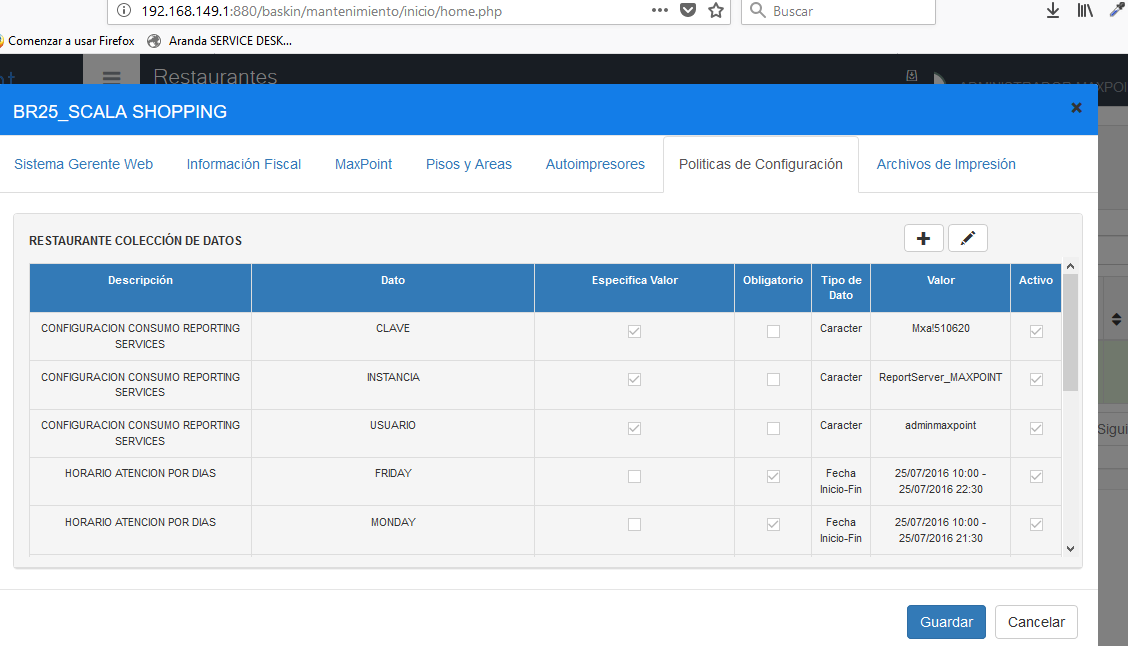 192.168.149.1:880/baskin/mantenimiento/inicio/home.php
Buscar
Comenzar a usar Firefox
Aranda SERVICE DESK...
Restaurantes
BR25_SCALA SHOPPING
Sistema Gerente Web
Información Fiscal
MaxPoint
Pisos y Areas
Autoimpresores
Politicas de Configuración
Archivos de Impresión
RESTAURANTE COLECCIÓN DE DATOS
Descripción
Dato
Especifica Valor
Obligatorio
Tipo de
Dato
Valor
Activo
CONFIGURACION CONSUMO REPORTING
SERVICES
CLAVE
Caracter
Mxa!510620
CONFIGURACION CONSUMO REPORTING
SERVICES
INSTANCIA
Caracter
ReportServer_MAXPOINT
CONFIGURACION CONSUMO REPORTING
SERVICES
USUARIO
Caracter
adminmaxpoint
HORARIO ATENCION POR DIAS
FRIDAY
Fecha
Inicio-Fin
25/07/2016 10:00 -
25/07/2016 22:30
HORARIO ATENCION POR DIAS
MONDAY
Fecha
Inicio-Fin
25/07/2016 10:00 -
25/07/2016 21:30
Sigui
Guardar
Cancelar